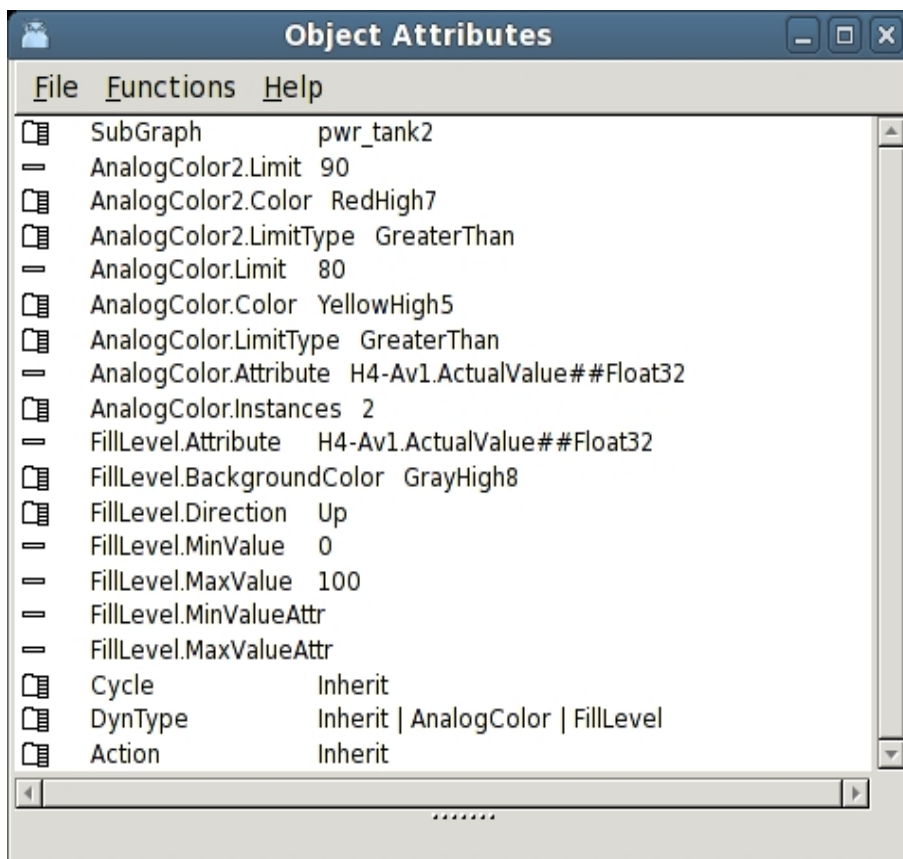 Object Attributes
File Functions Help
SubGraph pwr_tank2
AnalogColor2.Limit 90
AnalogColor2.Color RedHigh7
AnalogColor2.LimitType GreaterThan
AnalogColor.Limit 80
AnalogColor.Color YellowHigh5
AnalogColor.LimitType GreaterThan
AnalogColor.Attribute H4-Av1.ActualValue##Float32
AnalogColor.Instances 2
FillLevel.Attribute H4-Av1.ActualValue##Float32
FillLevel.BackgroundColor GrayHigh8
FillLevel.Direction Up
FillLevel.MinValue 0
FillLevel.MaxValue 100
FillLevel.MinValueAttr
FillLevel.MaxValueAttr
Cycle Inherit
DynType Inherit | AnalogColor | FillLevel
Action Inherit